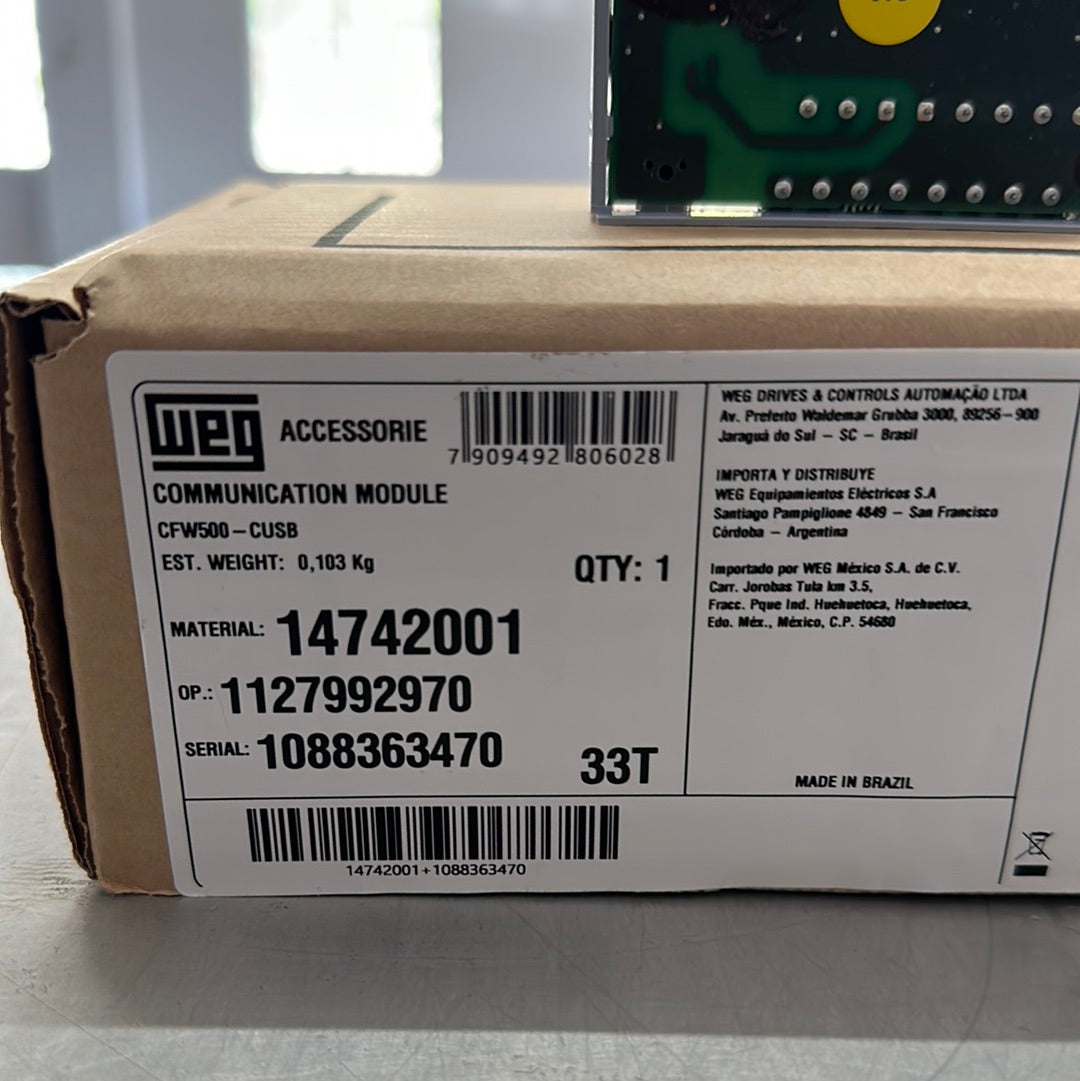 weg ACCESSORIE
7 909492 806028
COMMUNICATION MODULE
CFW500-CUSB
EST. WEIGHT: 0,103 Kg
QTY: 1
MATERIAL: 14742001
OP.: 1127992970
SERIAL: 1088363470
33T
14742001+1088363470
WEG DRIVES & CONTROLS AUTOMAÇÃO LTDA
Av. Prefeito Waldemar Grubba 3000, 89256-900
Jaraguá do Sul - SC - Brasil
IMPORTA Y DISTRIBUYE
WEG Equipamientos Eléctricos S.A
Santiago Pampiglione 4849 - San Francisco
Córdoba - Argentina
Importado por WEG México S.A. de C.V.
Carr. Jorobas Tula km 3.5,
Fracc. Pque Ind. Huehuetoca, Huehuetoca,
Edo. Méx., México, C.P. 54680
MADE IN BRAZIL